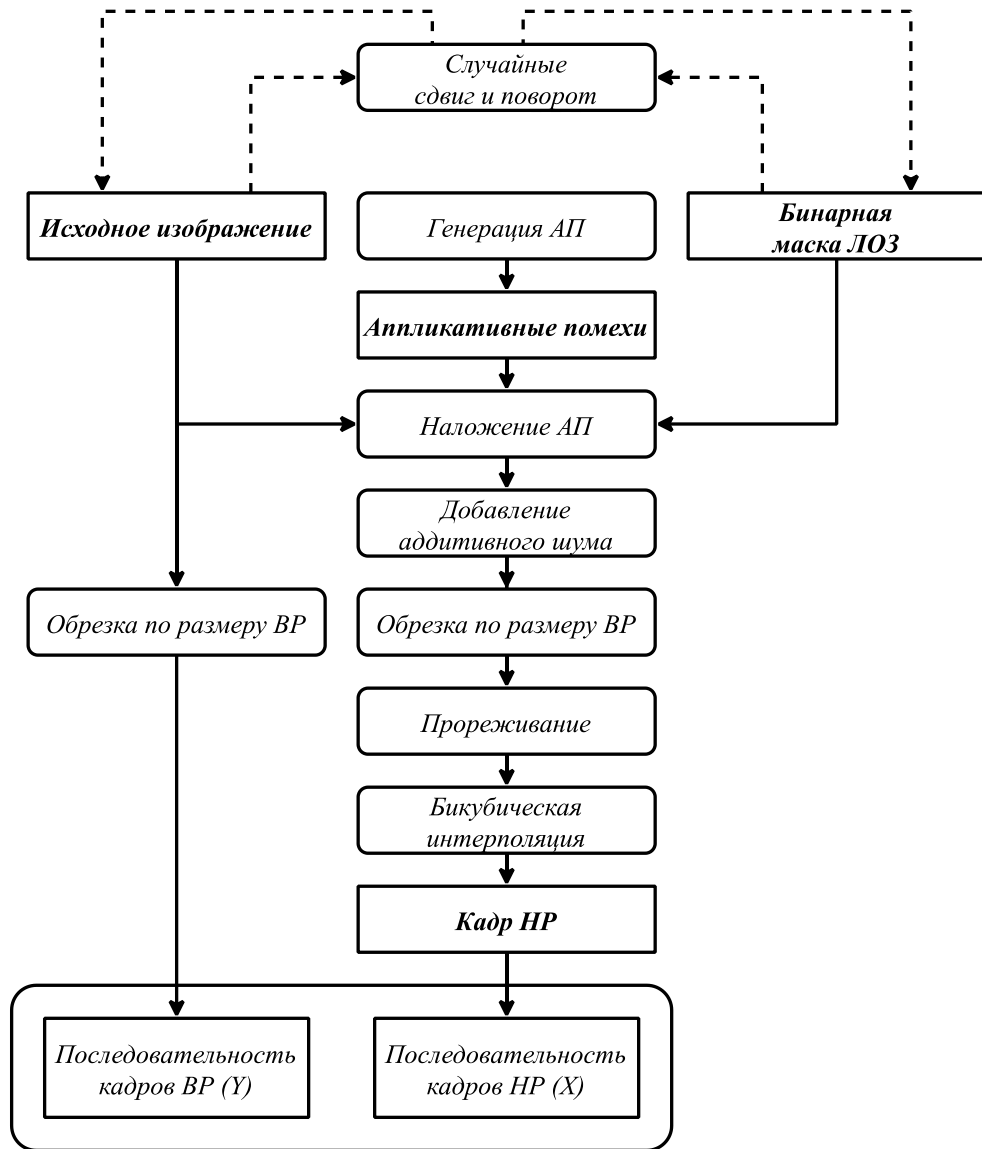 Случайные
сдвиг и поворот
Исходное изображение
Генерация АП
Бинарная
маска ЛОЗ
Аппликативные помехи
Наложение АП
Добавление
аддитивного шума
Обрезка по размеру ВР
Обрезка по размеру ВР
Прореживание
Бикубическая
интерполяция
Кадр НР
Последовательность
кадров ВР (Y)
Последовательность
кадров НР (X)